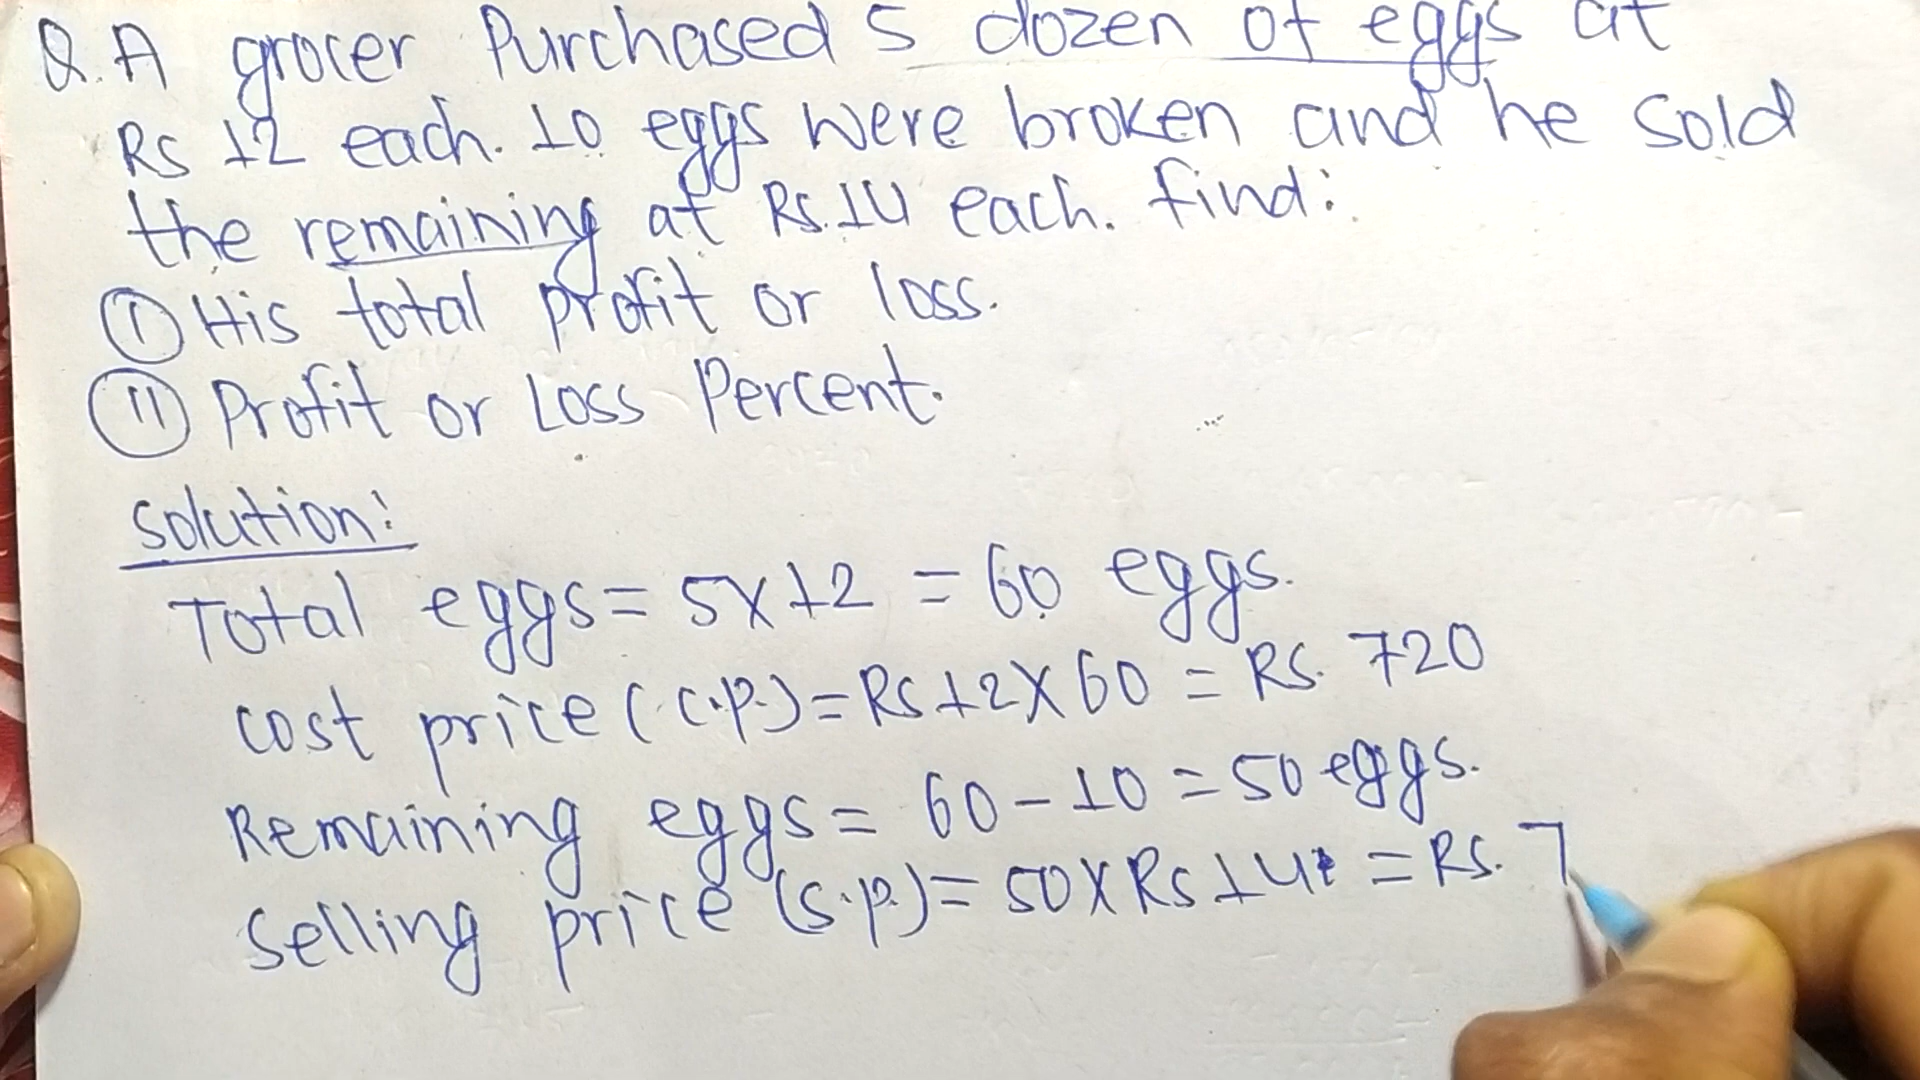 Q. A grocer Purchased 5 dozen of eggs at
Rs 12 each. 10 eggs were broken and he sold
the remaining at Rs. 14 each. find:
(I) His total profit or loss.
(II) Profit or Loss Percent.
Solution:
Total eggs = 5 x 12 = 60 eggs.
cost price (c.p.) = Rs 12 X 60 = RS. 720
Remaining eggs = 60 - 10 = 50 eggs.
Selling price (S.P.) = 50 X Rs 14 = RS. 7